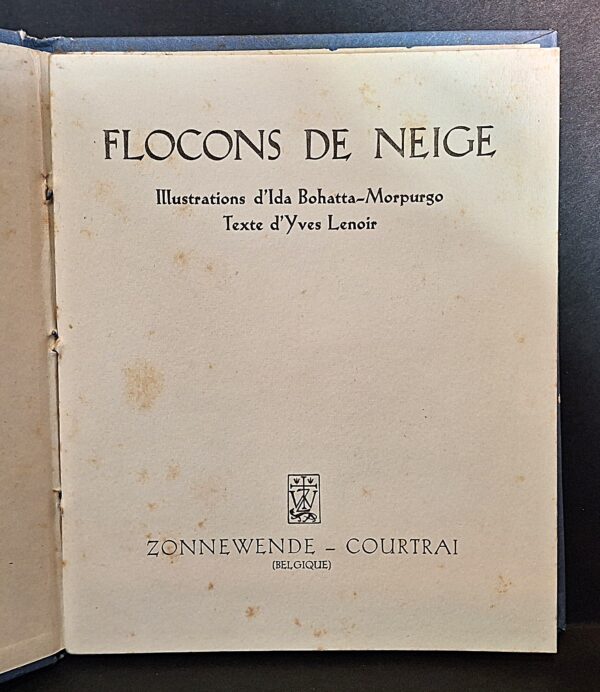 FLOCONS DE NEIGE
Illustrations d'Ida Bohatta-Morpurgo
Texte d'Yves Lenoir
ZONNEWENDE - COURTRAI
(BELGIQUE)